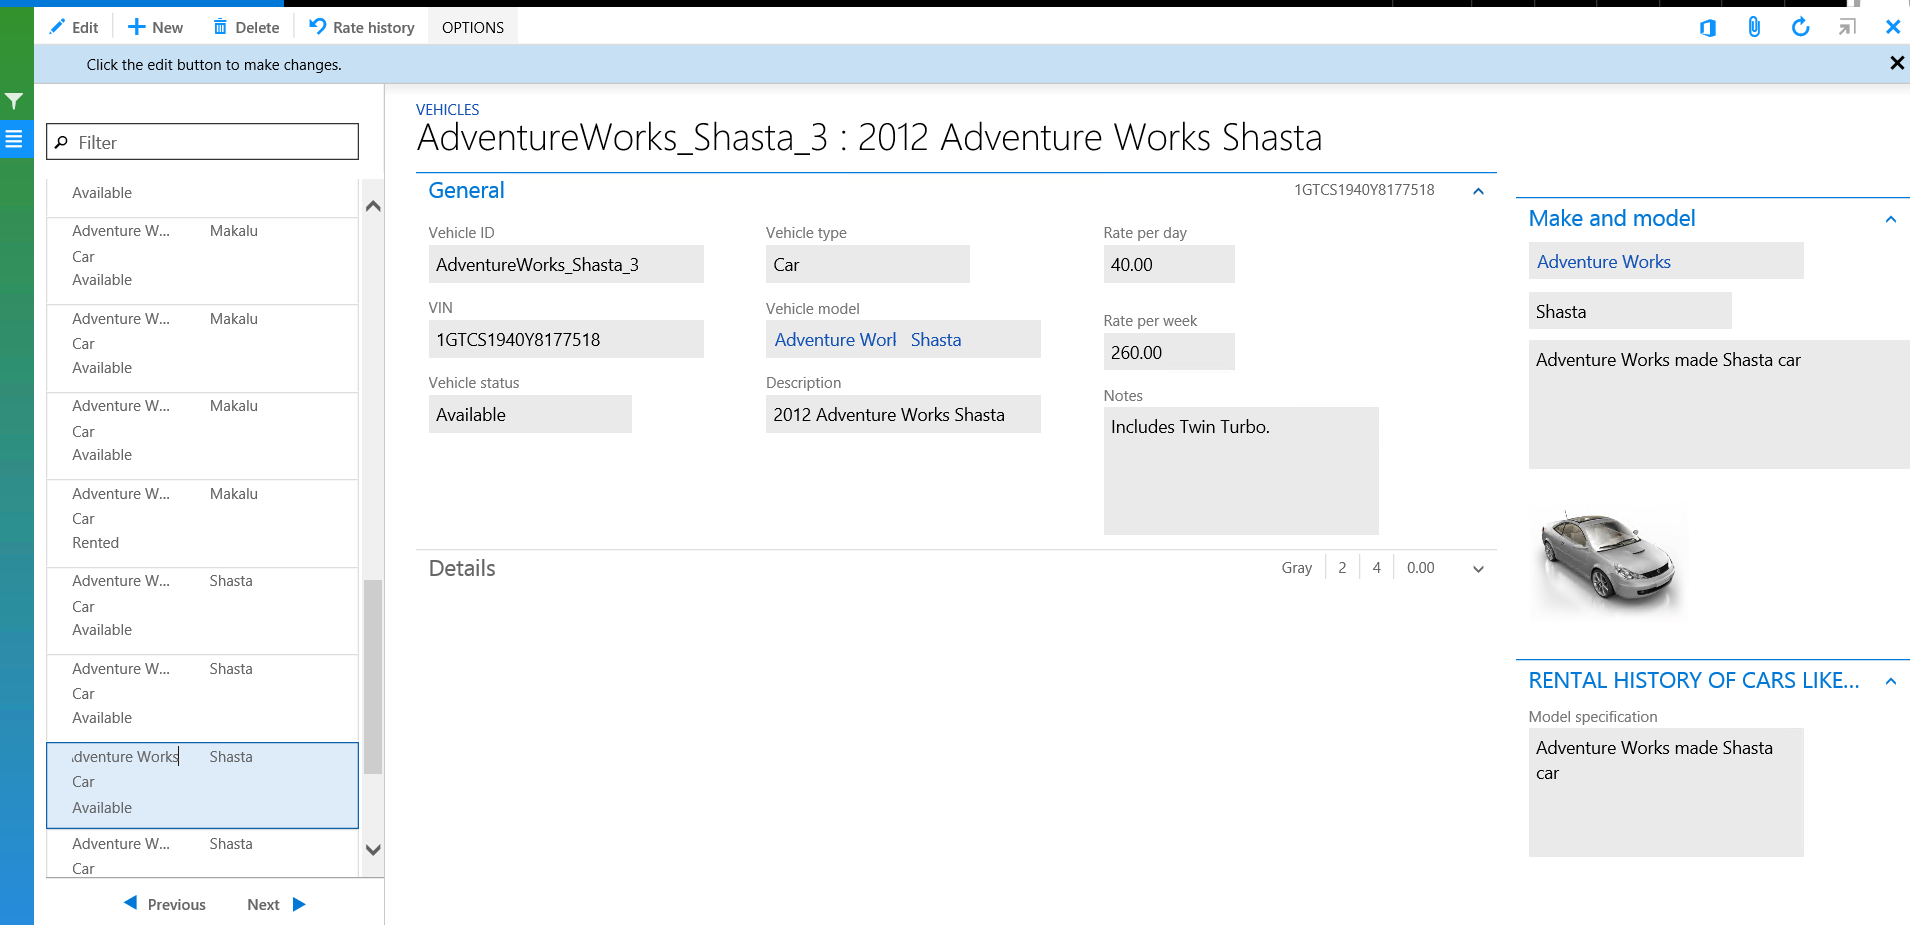 Edit New Delete Rate history OPTIONS
Click the edit button to make changes.
Filter
Available
Adventure W... Makalu
Car
Available
Adventure W... Makalu
Car
Available
Adventure W... Makalu
Car
Available
Adventure W... Makalu
Car
Rented
Adventure W... Shasta
Car
Available
Adventure W... Shasta
Car
Available
dventure Works Shasta
Car
Available
Adventure W... Shasta
Car
Previous Next
VEHICLES
AdventureWorks_Shasta_3 : 2012 Adventure Works Shasta
General 1GTCS1940Y8177518
Vehicle ID
AdventureWorks_Shasta_3
VIN
1GTCS1940Y8177518
Vehicle status
Available
Vehicle type
Car
Vehicle model
Adventure Worl Shasta
Description
2012 Adventure Works Shasta
Rate per day
40.00
Rate per week
260.00
Notes
Includes Twin Turbo.
Details Gray 2 4 0.00
Make and model
Adventure Works
Shasta
Adventure Works made Shasta car
RENTAL HISTORY OF CARS LIKE...
Model specification
Adventure Works made Shasta
car